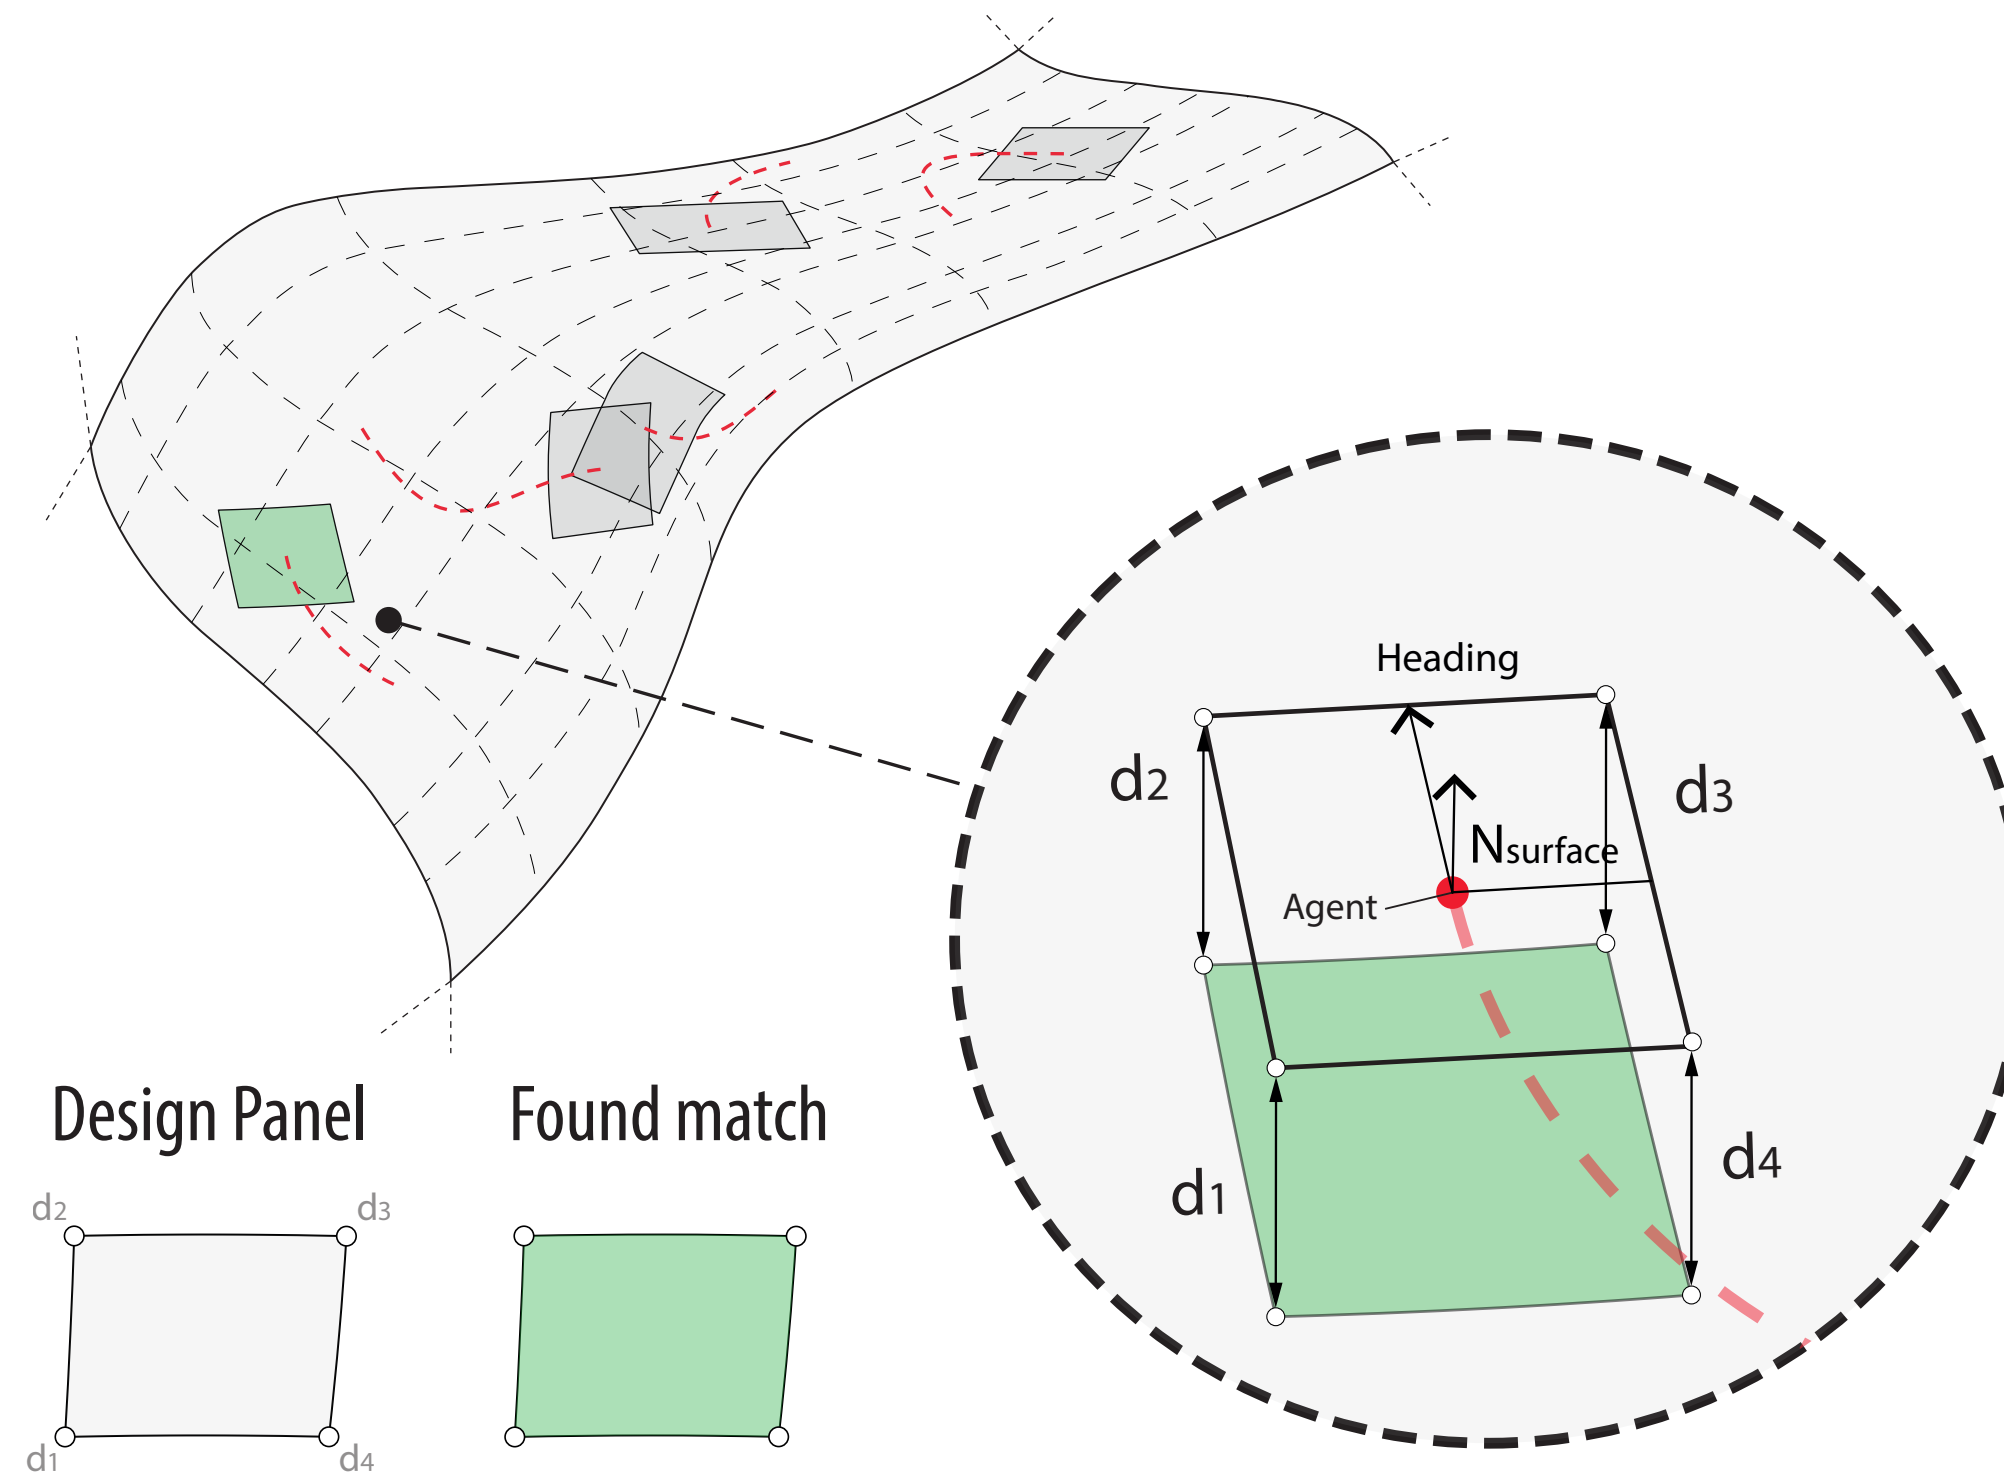 Heading
d2
d3
Nsurface
Agent
d1
d4
Design Panel
Found match
d2
d3
d1
d4